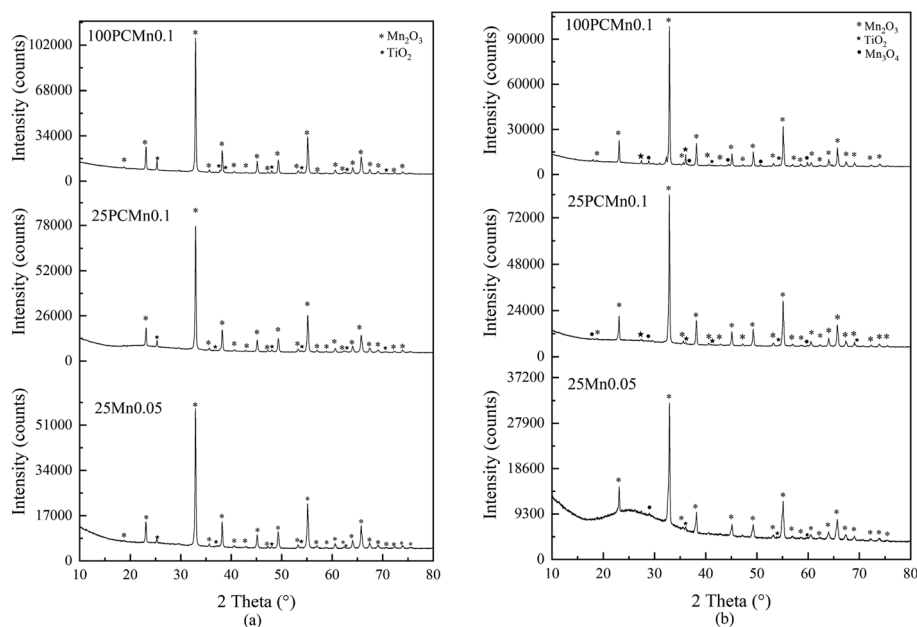 100PCMn0.1
* Mn₂O₃
★ TiO₂
102000
68000
34000
0
Intensity (counts)
25PCMn0.1
78000
52000
26000
0
Intensity (counts)
25Mn0.05
51000
34000
17000
0
Intensity (counts)
10 20 30 40 50 60 70 80
2 Theta (°)
(a)
100PCMn0.1
* Mn₂O₃
★ TiO₂
● Mn₃O₄
90000
60000
30000
0
Intensity (counts)
25PCMn0.1
72000
48000
24000
0
Intensity (counts)
25Mn0.05
37200
27900
18600
9300
0
Intensity (counts)
10 20 30 40 50 60 70 80
2 Theta (°)
(b)